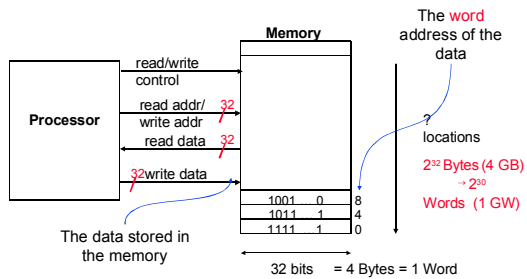 The word
address of the
data
Memory
read/write
control
read addr/
write addr
32
Processor
read data
32
32
write data
?
locations
2³² Bytes (4 GB)
→ 2³⁰
Words (1 GW)
1001 ... 0 8
1011 ... 1 4
1111 ... 1 0
The data stored in
the memory
32 bits = 4 Bytes = 1 Word